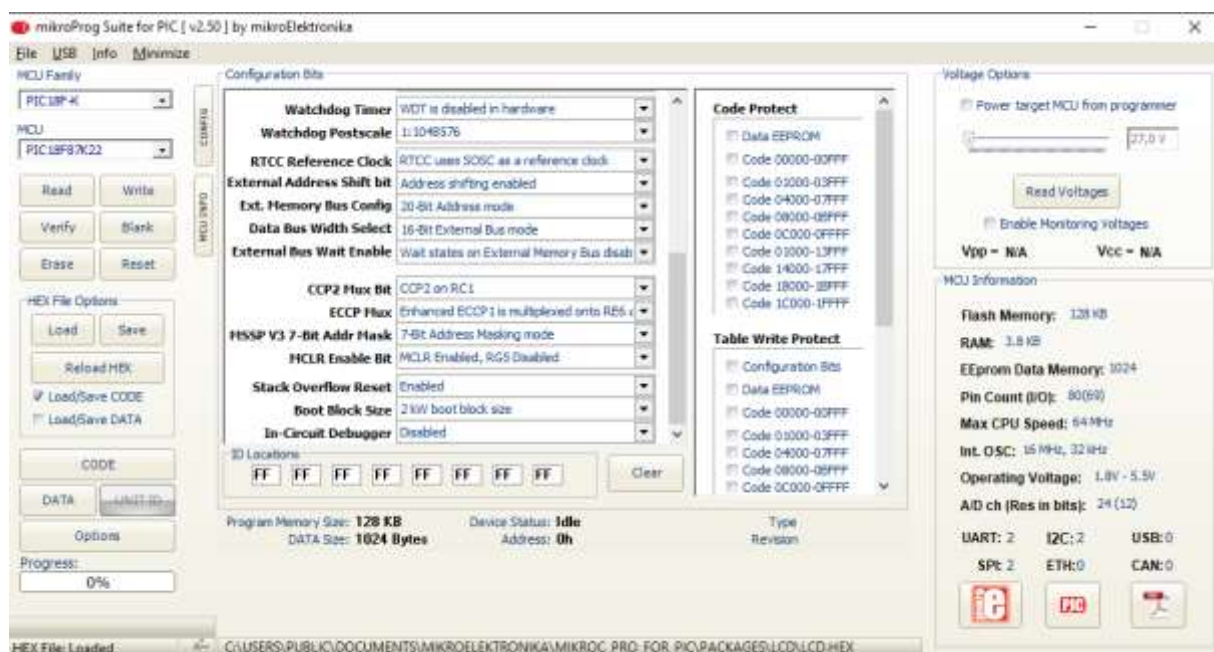 mikroProg Suite for PIC [ v2.50 ] by mikroElektronika
File USB Info Minimize
MCU Family
PIC18F-K
MCU
PIC18F87K22
Read Write
Verify Blank
Erase Reset
HEX File Options
Load Save
Reload HEX
Load/Save CODE
Load/Save DATA
CODE
DATA UNIT ID
Options
Progress:
0%
HEX File: Loaded
CONFIG
MCU INFO
Configuration Bits
Watchdog Timer WDT is disabled in hardware
Watchdog Postscale 1:1048576
RTCC Reference Clock RTCC uses SOSC as a reference clock
External Address Shift bit Address shifting enabled
Ext. Memory Bus Config 20-Bit Address mode
Data Bus Width Select 16-Bit External Bus mode
External Bus Wait Enable Wait states on External Memory Bus disab
CCP2 Mux Bit CCP2 on RC1
ECCP Mux Enhanced ECCP1 is multiplexed onto RE6
MSSP V3 7-Bit Addr Mask 7-Bit Address Masking mode
MCLR Enable Bit MCLR Enabled, RG5 Disabled
Stack Overflow Reset Enabled
Boot Block Size 2 kW boot block size
In-Circuit Debugger Disabled
ID Locations
FF FF FF FF FF FF FF FF Clear
Code Protect
Data EEPROM
Code 00000-00FFF
Code 01000-03FFF
Code 04000-07FFF
Code 08000-0BFFF
Code 0C000-0FFFF
Code 01000-13FFF
Code 14000-17FFF
Code 18000-1BFFF
Code 1C000-1FFFF
Table Write Protect
Configuration Bits
Data EEPROM
Code 00000-00FFF
Code 01000-03FFF
Code 04000-07FFF
Code 08000-0BFFF
Code 0C000-0FFFF
Program Memory Size: 128 KB Device Status: Idle Type
DATA Size: 1024 Bytes Address: 0h Revision
C:\USERS\PUBLIC\DOCUMENTS\MIKROELEKTRONIKA\MIKROC PRO FOR PIC\PACKAGES\LCD\LCD.HEX
Voltage Options
Power target MCU from programmer
27,0 V
Read Voltages
Enable Monitoring Voltages
Vpp = N/A Vcc = N/A
MCU Information
Flash Memory: 128 KB
RAM: 3.8 KB
EEprom Data Memory: 1024
Pin Count (I/O): 80(69)
Max CPU Speed: 64 MHz
Int. OSC: 16 MHz, 32 kHz
Operating Voltage: 1.8V - 5.5V
A/D ch (Res in bits): 24 (12)
UART: 2 I2C: 2 USB: 0
SPI: 2 ETH: 0 CAN: 0
ie PIC